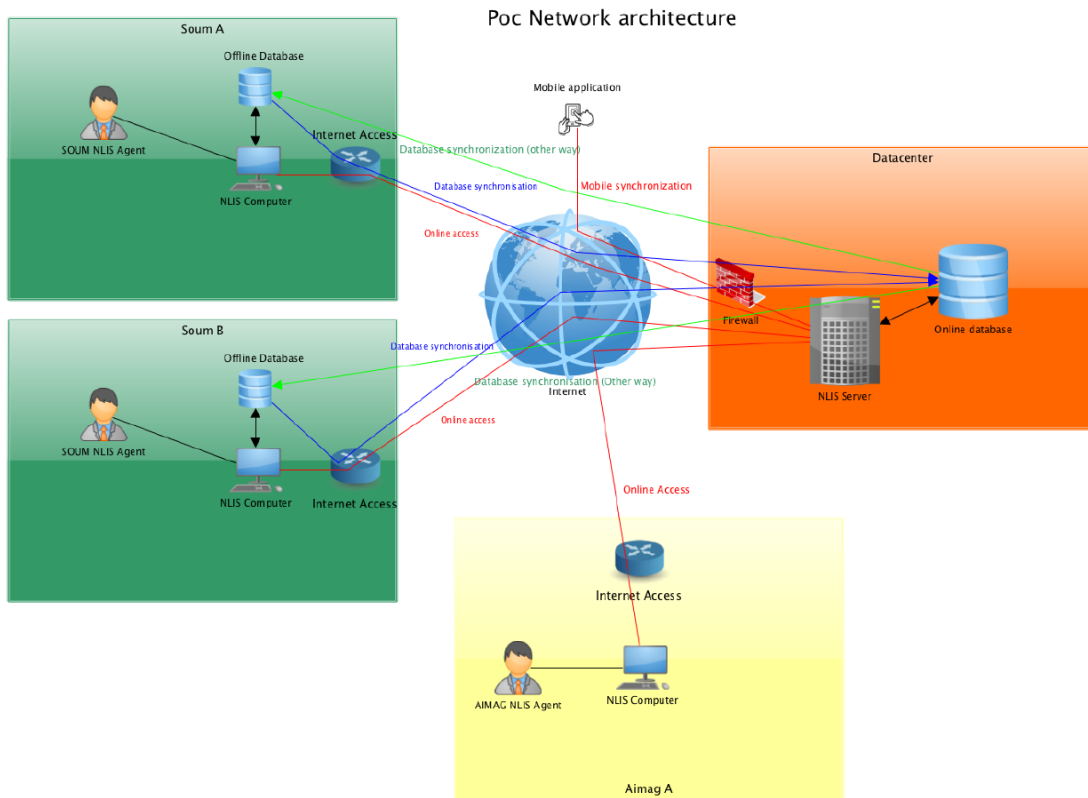 Poc Network architecture
Soum A
Offline Database
SOUM NLIS Agent
Internet Access
NLIS Computer
Mobile application
Database synchronization (other way)
Database synchronisation
Mobile synchronization
Online access
Datacenter
Firewall
Online database
NLIS Server
Soum B
Offline Database
SOUM NLIS Agent
NLIS Computer
Internet Access
Database synchronisation
Database synchronisation (Other way)
Internet
Online access
Online Access
Internet Access
AIMAG NLIS Agent
NLIS Computer
Aimag A